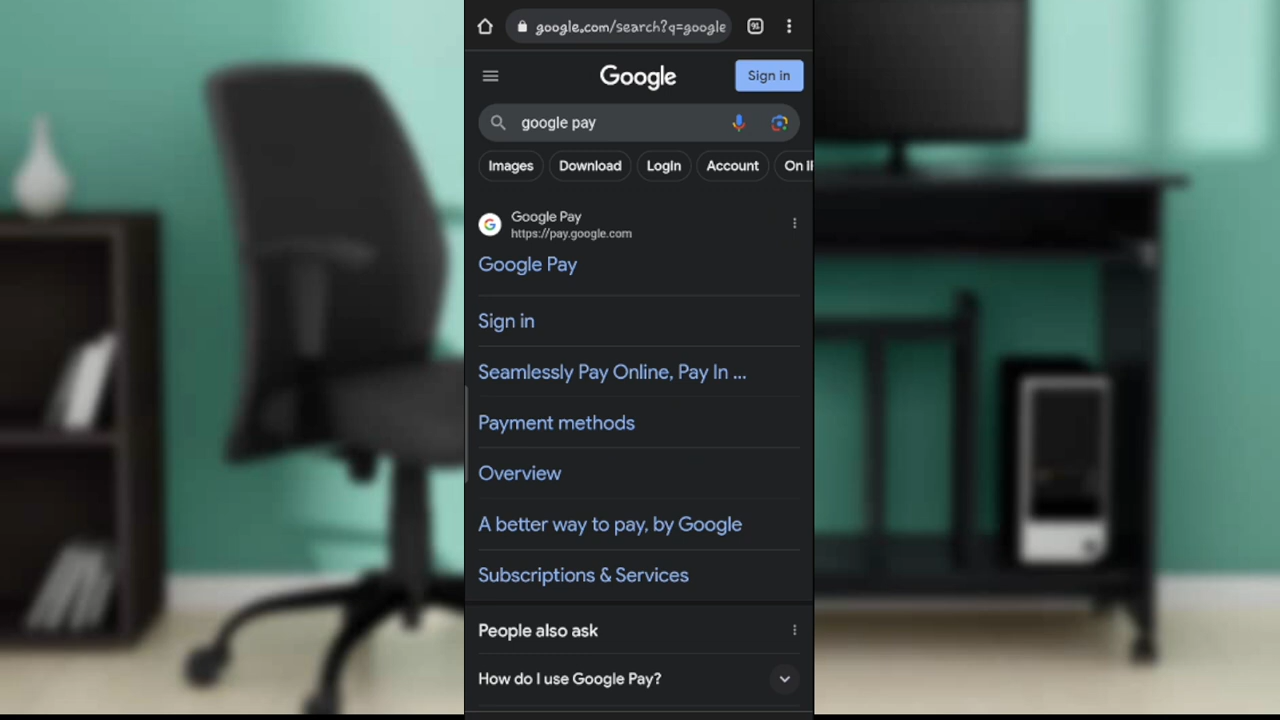 google.com/search?q=google
Google
Sign in
google pay
Images
Download
LogIn
Account
On
Google Pay
https://pay.google.com
Google Pay
Sign in
Seamlessly Pay Online, Pay In ...
Payment methods
Overview
A better way to pay, by Google
Subscriptions & Services
People also ask
How do I use Google Pay?